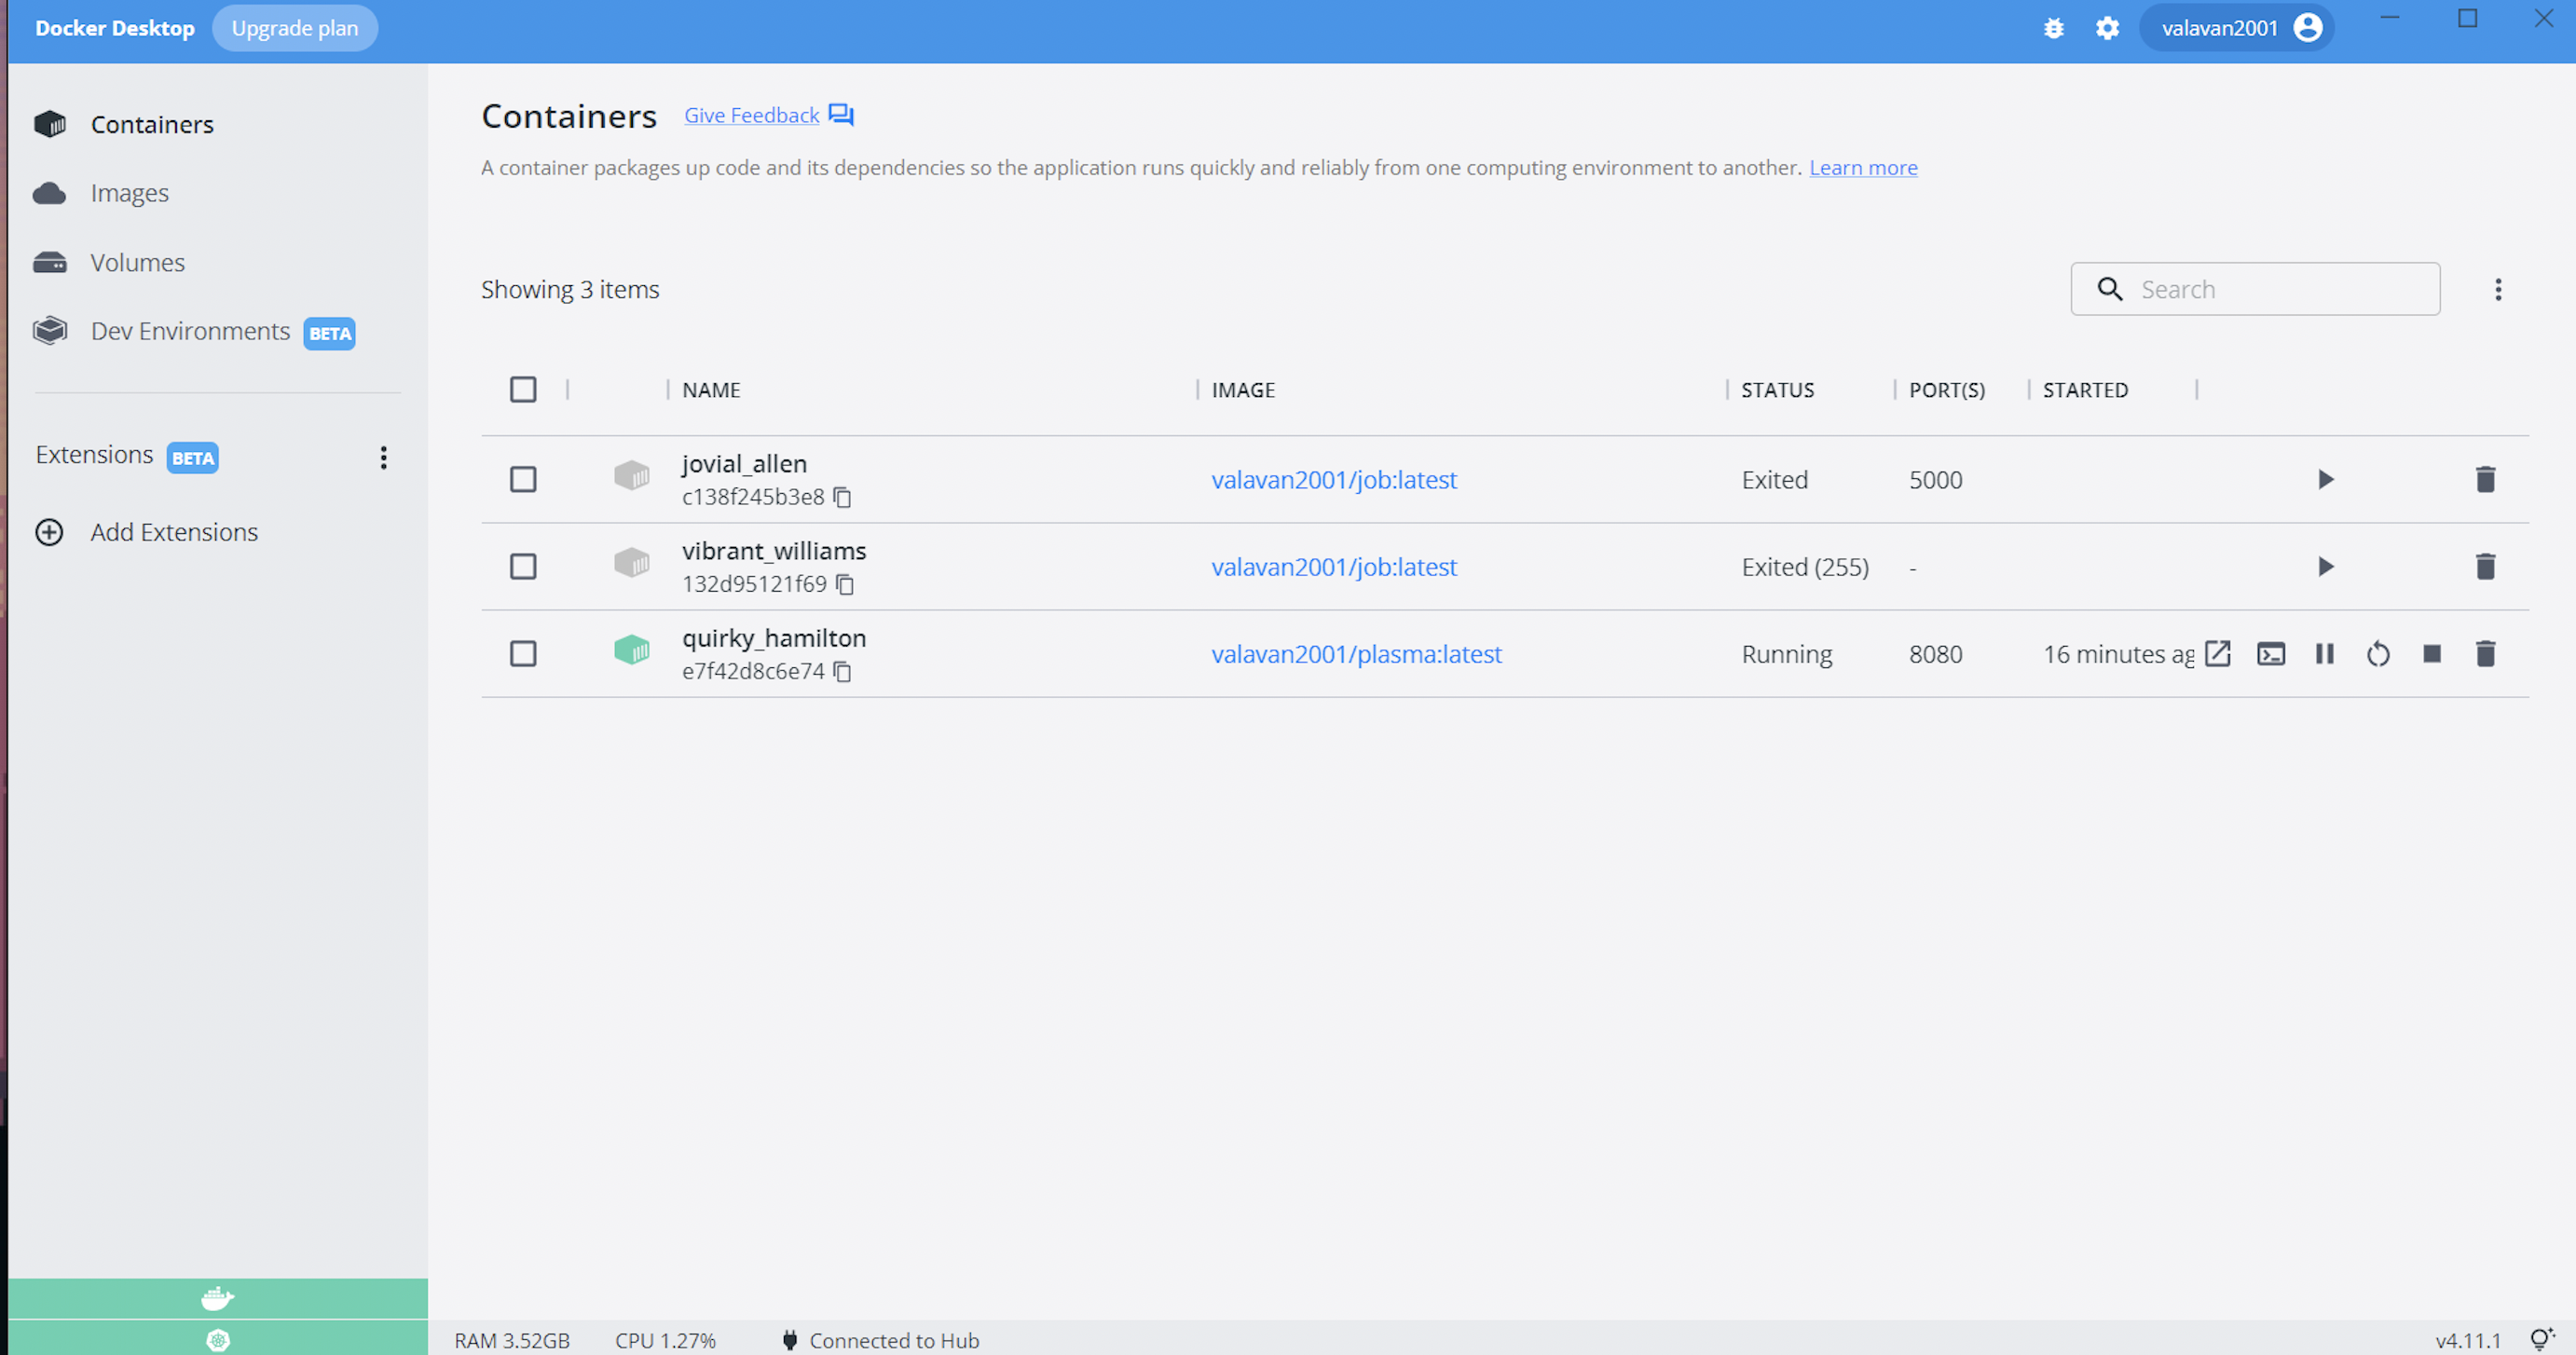 Docker Desktop Upgrade plan valavan2001
Containers
Images
Volumes
Dev Environments BETA
Extensions BETA
Add Extensions
Containers Give Feedback
A container packages up code and its dependencies so the application runs quickly and reliably from one computing environment to another. Learn more
Showing 3 items Search
NAME IMAGE STATUS PORT(S) STARTED
jovial_allen valavan2001/job:latest Exited 5000
c138f245b3e8
vibrant_williams valavan2001/job:latest Exited (255) -
132d95121f69
quirky_hamilton valavan2001/plasma:latest Running 8080 16 minutes ag
e7f42d8c6e74
RAM 3.52GB CPU 1.27% Connected to Hub v4.11.1